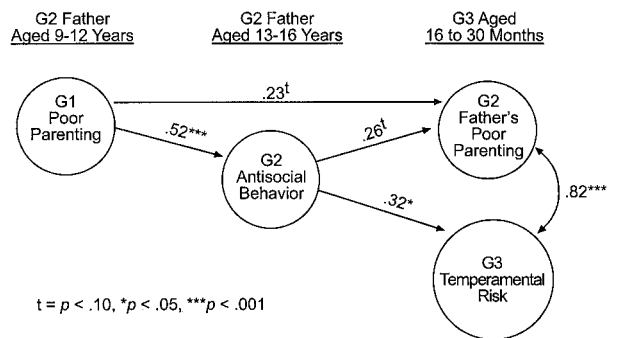 G2 Father
Aged 9-12 Years
G2 Father
Aged 13-16 Years
G3 Aged
16 to 30 Months
G1
Poor
Parenting
.23t
.52***
G2
Antisocial
Behavior
.26t
.32*
G2
Father's
Poor
Parenting
.82***
G3
Temperamental
Risk
t = p < .10, *p < .05, ***p < .001